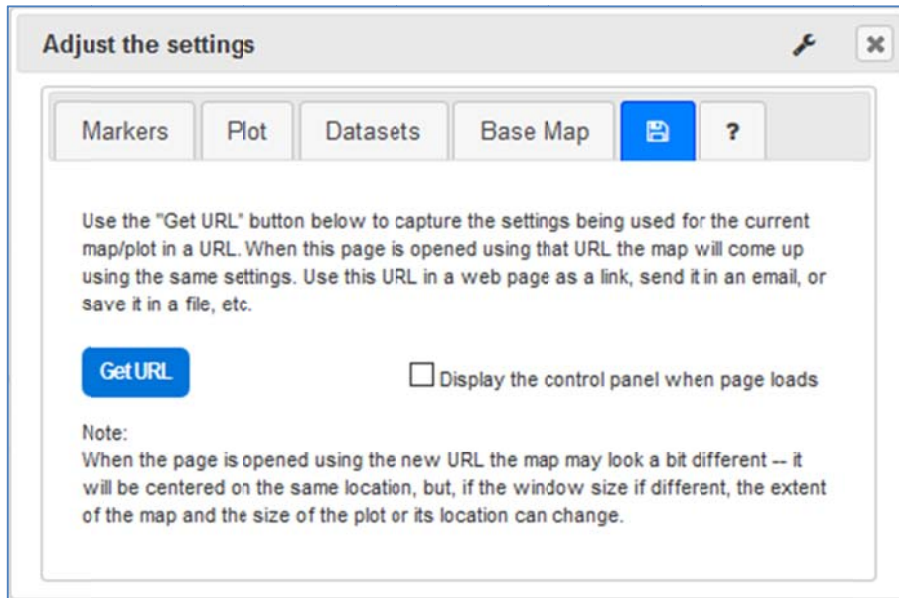 Adjust the settings
Markers Plot Datasets Base Map ?
Use the "Get URL" button below to capture the settings being used for the current
map/plot in a URL. When this page is opened using that URL the map will come up
using the same settings. Use this URL in a web page as a link, send it in an email, or
save it in a file, etc.
Get URL Display the control panel when page loads
Note:
When the page is opened using the new URL the map may look a bit different -- it
will be centered on the same location, but, if the window size if different, the extent
of the map and the size of the plot or its location can change.